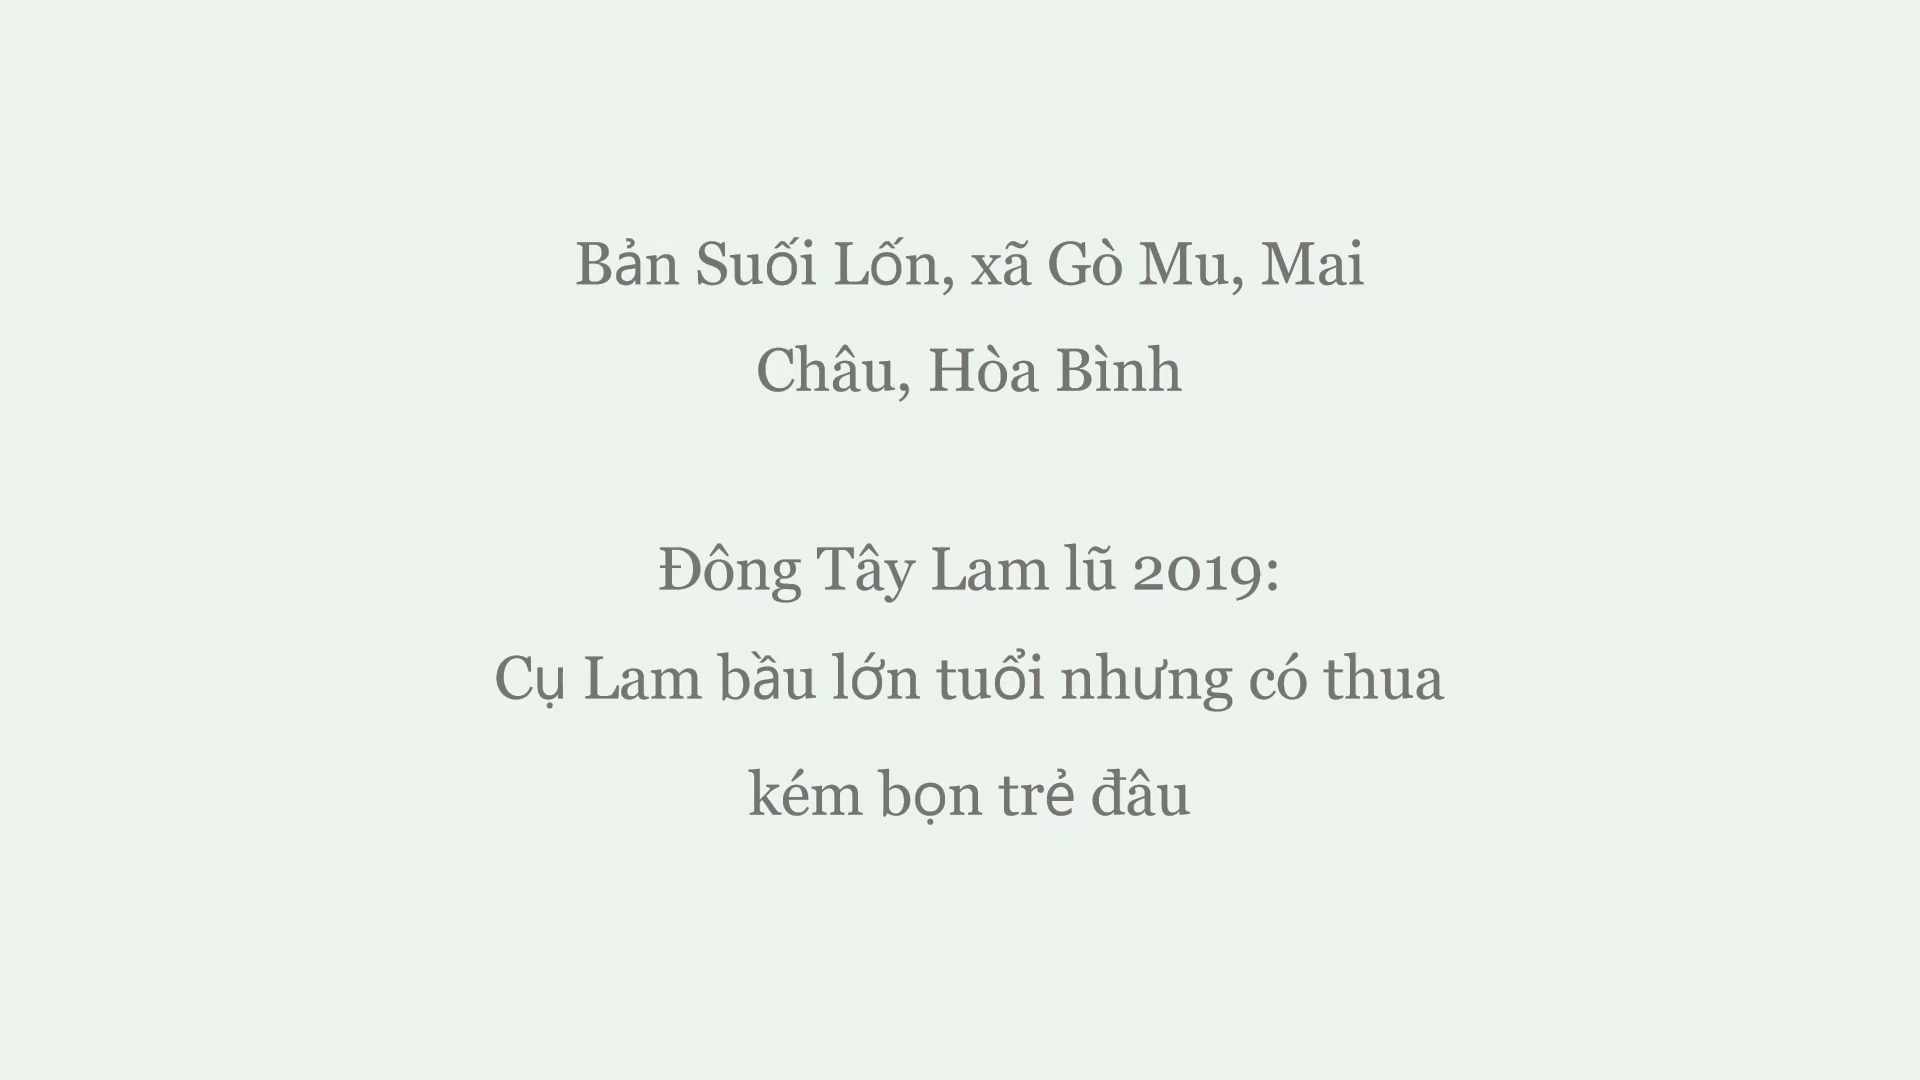 Bản Suối Lốn, xã Gò Mu, Mai
Châu, Hòa Bình
Đông Tây Lam lũ 2019:
Cụ Lam bầu lớn tuổi nhưng có thua
kém bọn trẻ đâu